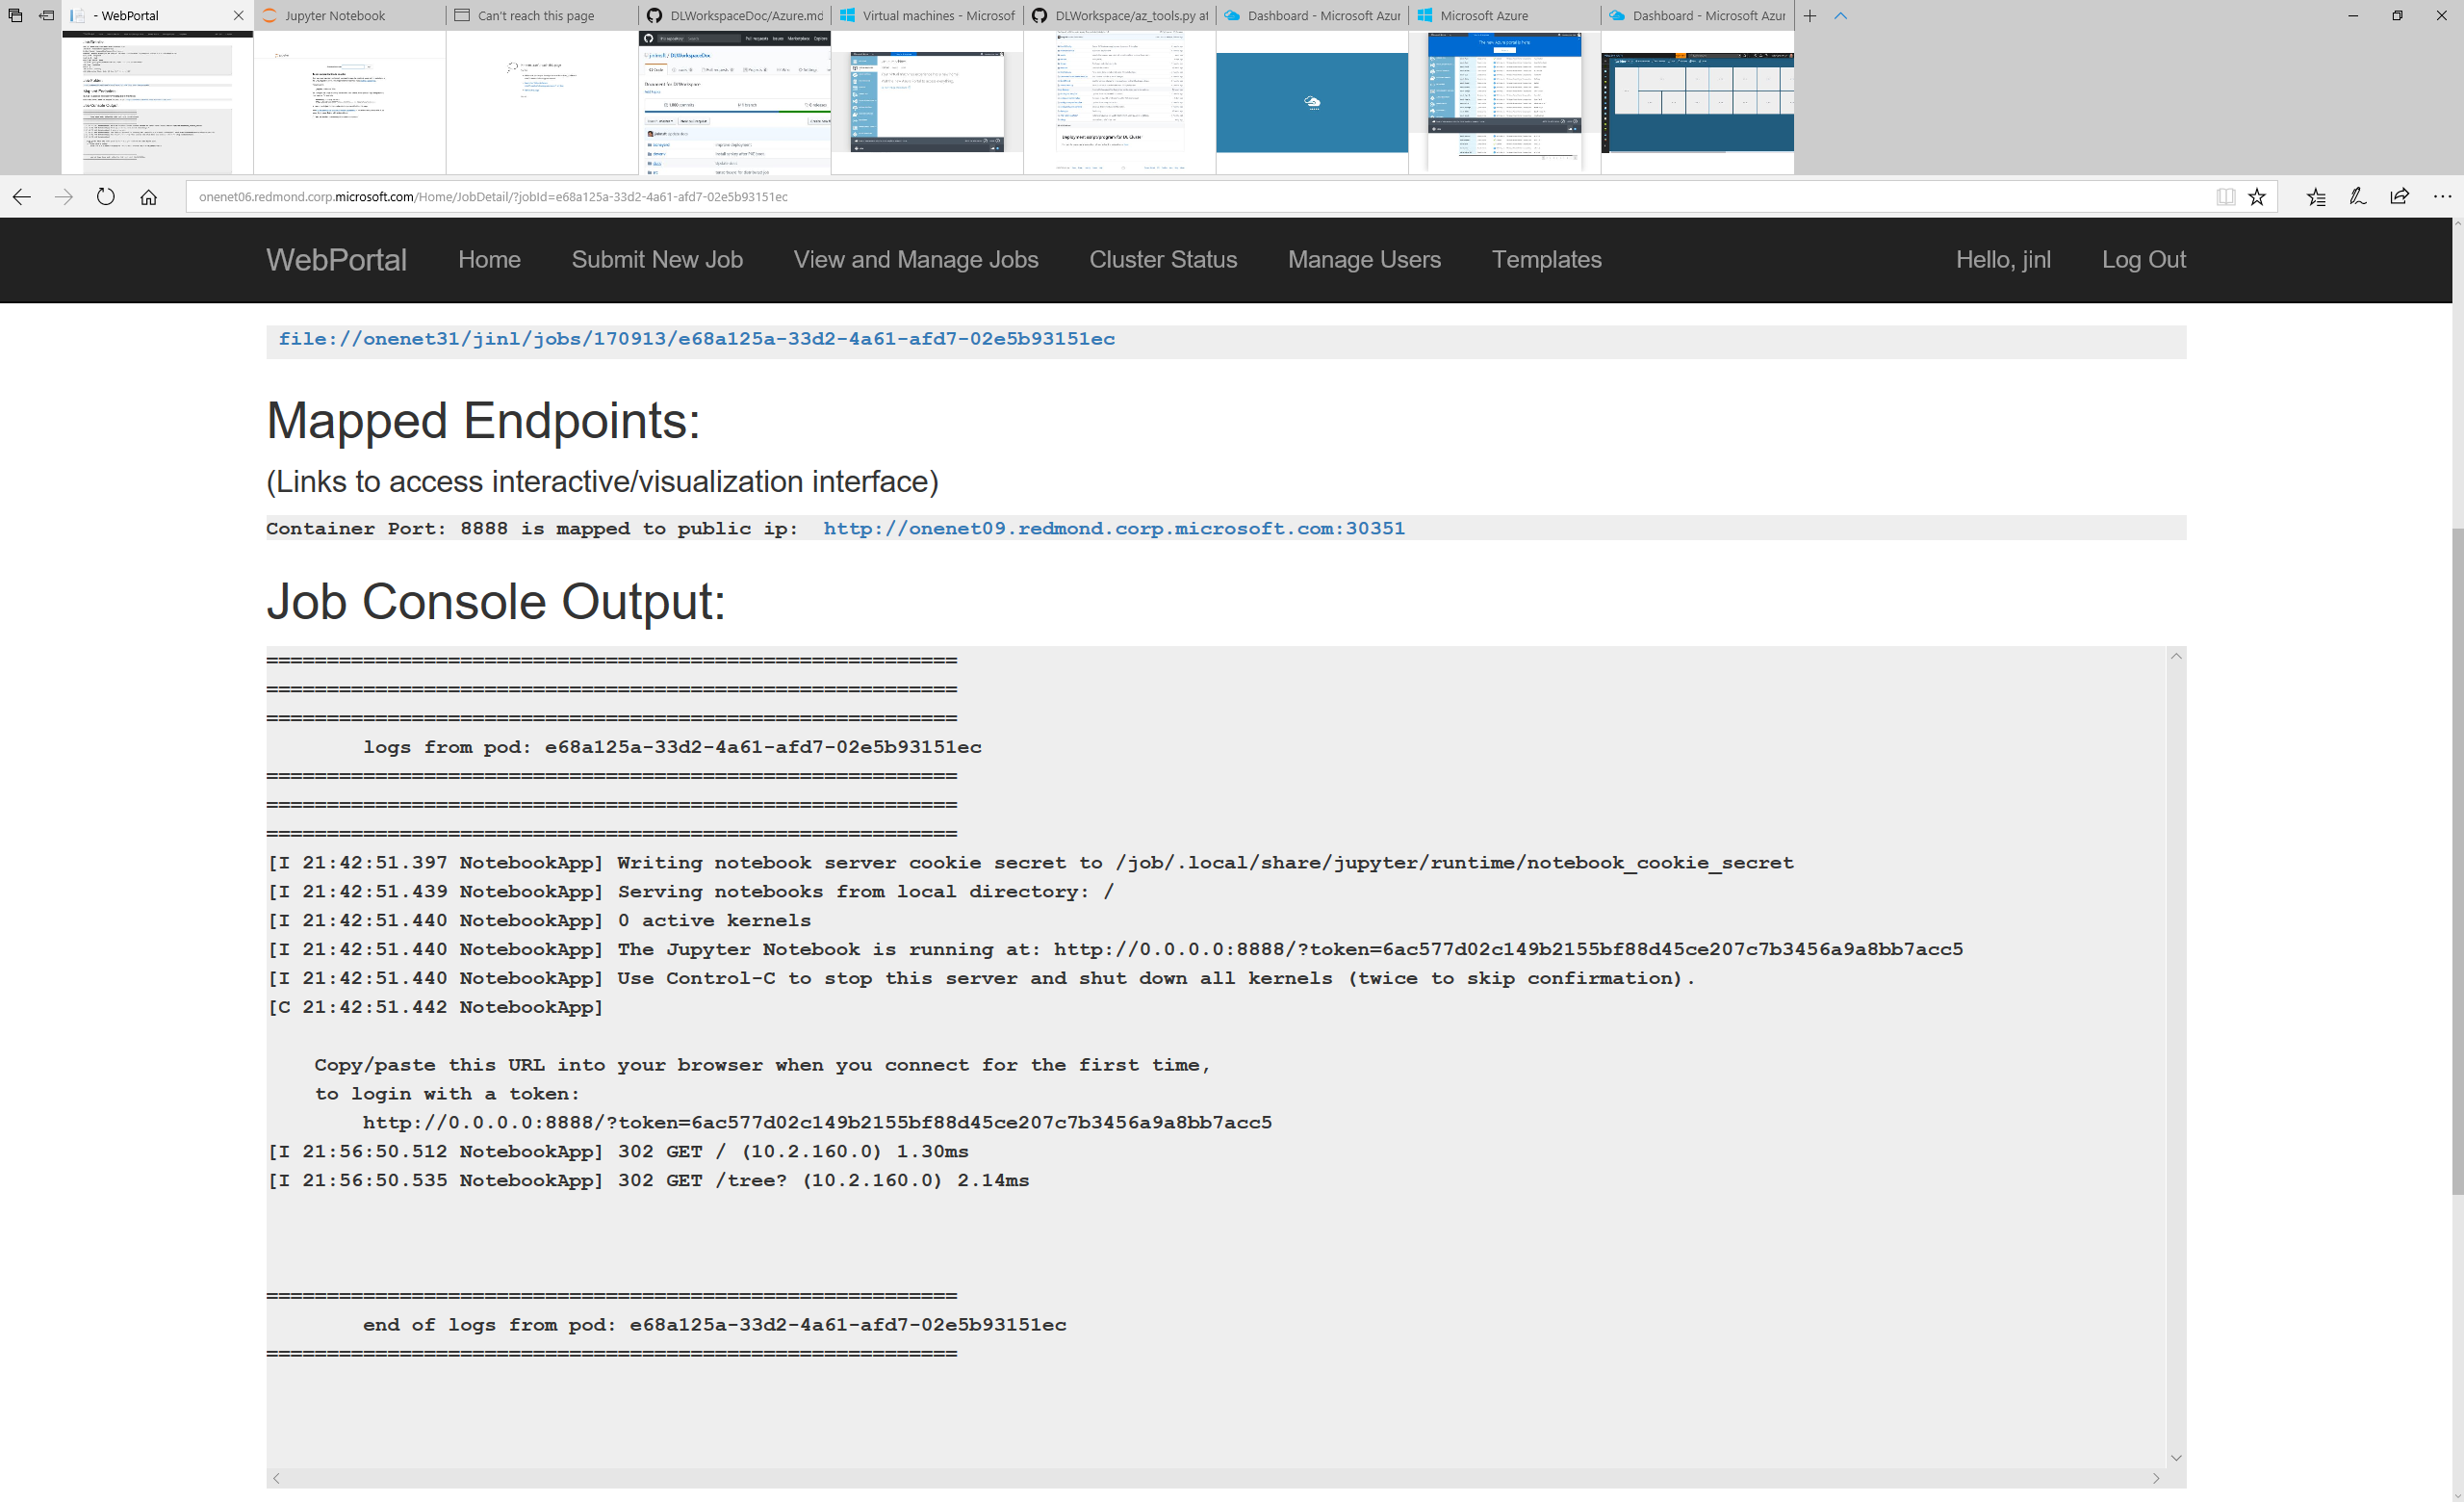 - WebPortal
Jupyter Notebook
Can't reach this page
DLWorkspaceDoc/Azure.md
Virtual machines - Microsof
DLWorkspace/az_tools.py at
Dashboard - Microsoft Azur
Microsoft Azure
Dashboard - Microsoft Azur
onenet06.redmond.corp.microsoft.com/Home/JobDetail/?jobId=e68a125a-33d2-4a61-afd7-02e5b93151ec
WebPortal Home Submit New Job View and Manage Jobs Cluster Status Manage Users Templates Hello, jinl Log Out
file://onenet31/jinl/jobs/170913/e68a125a-33d2-4a61-afd7-02e5b93151ec
Mapped Endpoints:
(Links to access interactive/visualization interface)
Container Port: 8888 is mapped to public ip: http://onenet09.redmond.corp.microsoft.com:30351
Job Console Output:
=========================================================
=========================================================
=========================================================
logs from pod: e68a125a-33d2-4a61-afd7-02e5b93151ec
=========================================================
=========================================================
=========================================================
[I 21:42:51.397 NotebookApp] Writing notebook server cookie secret to /job/.local/share/jupyter/runtime/notebook_cookie_secret
[I 21:42:51.439 NotebookApp] Serving notebooks from local directory: /
[I 21:42:51.440 NotebookApp] 0 active kernels
[I 21:42:51.440 NotebookApp] The Jupyter Notebook is running at: http://0.0.0.0:8888/?token=6ac577d02c149b2155bf88d45ce207c7b3456a9a8bb7acc5
[I 21:42:51.440 NotebookApp] Use Control-C to stop this server and shut down all kernels (twice to skip confirmation).
[C 21:42:51.442 NotebookApp]
Copy/paste this URL into your browser when you connect for the first time,
to login with a token:
http://0.0.0.0:8888/?token=6ac577d02c149b2155bf88d45ce207c7b3456a9a8bb7acc5
[I 21:56:50.512 NotebookApp] 302 GET / (10.2.160.0) 1.30ms
[I 21:56:50.535 NotebookApp] 302 GET /tree? (10.2.160.0) 2.14ms
=========================================================
end of logs from pod: e68a125a-33d2-4a61-afd7-02e5b93151ec
=========================================================